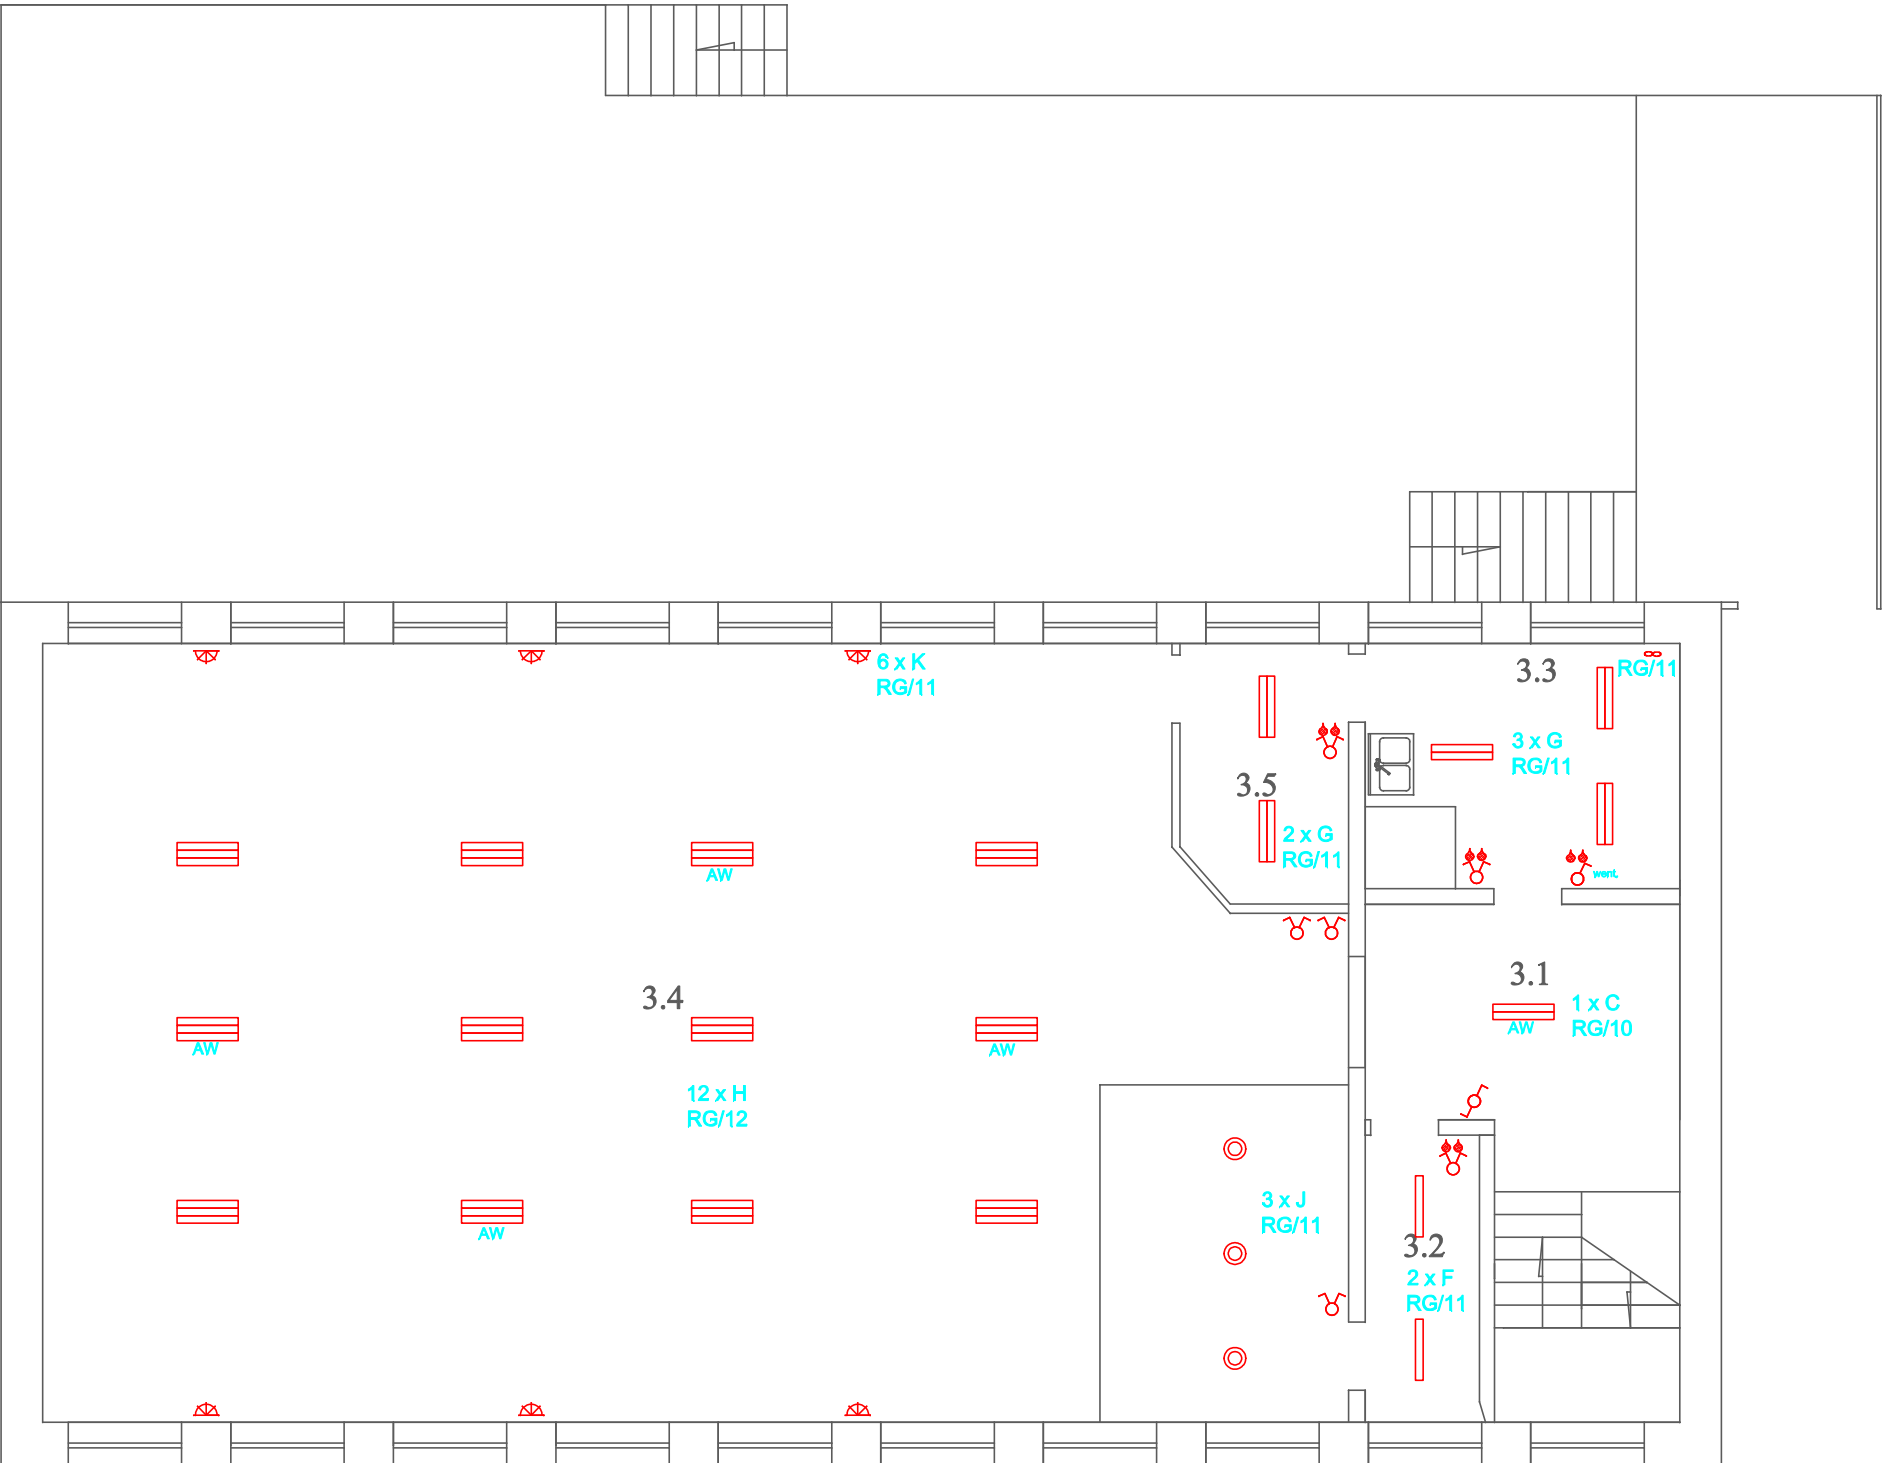 6 x K
RG/11
3.3
RG/11
3 x G
RG/11
3.5
2 x G
RG/11
went.
AW
3.4
3.1
1 x C
RG/10
AW
AW
AW
12 x H
RG/12
3 x J
RG/11
AW
3.2
2 x F
RG/11